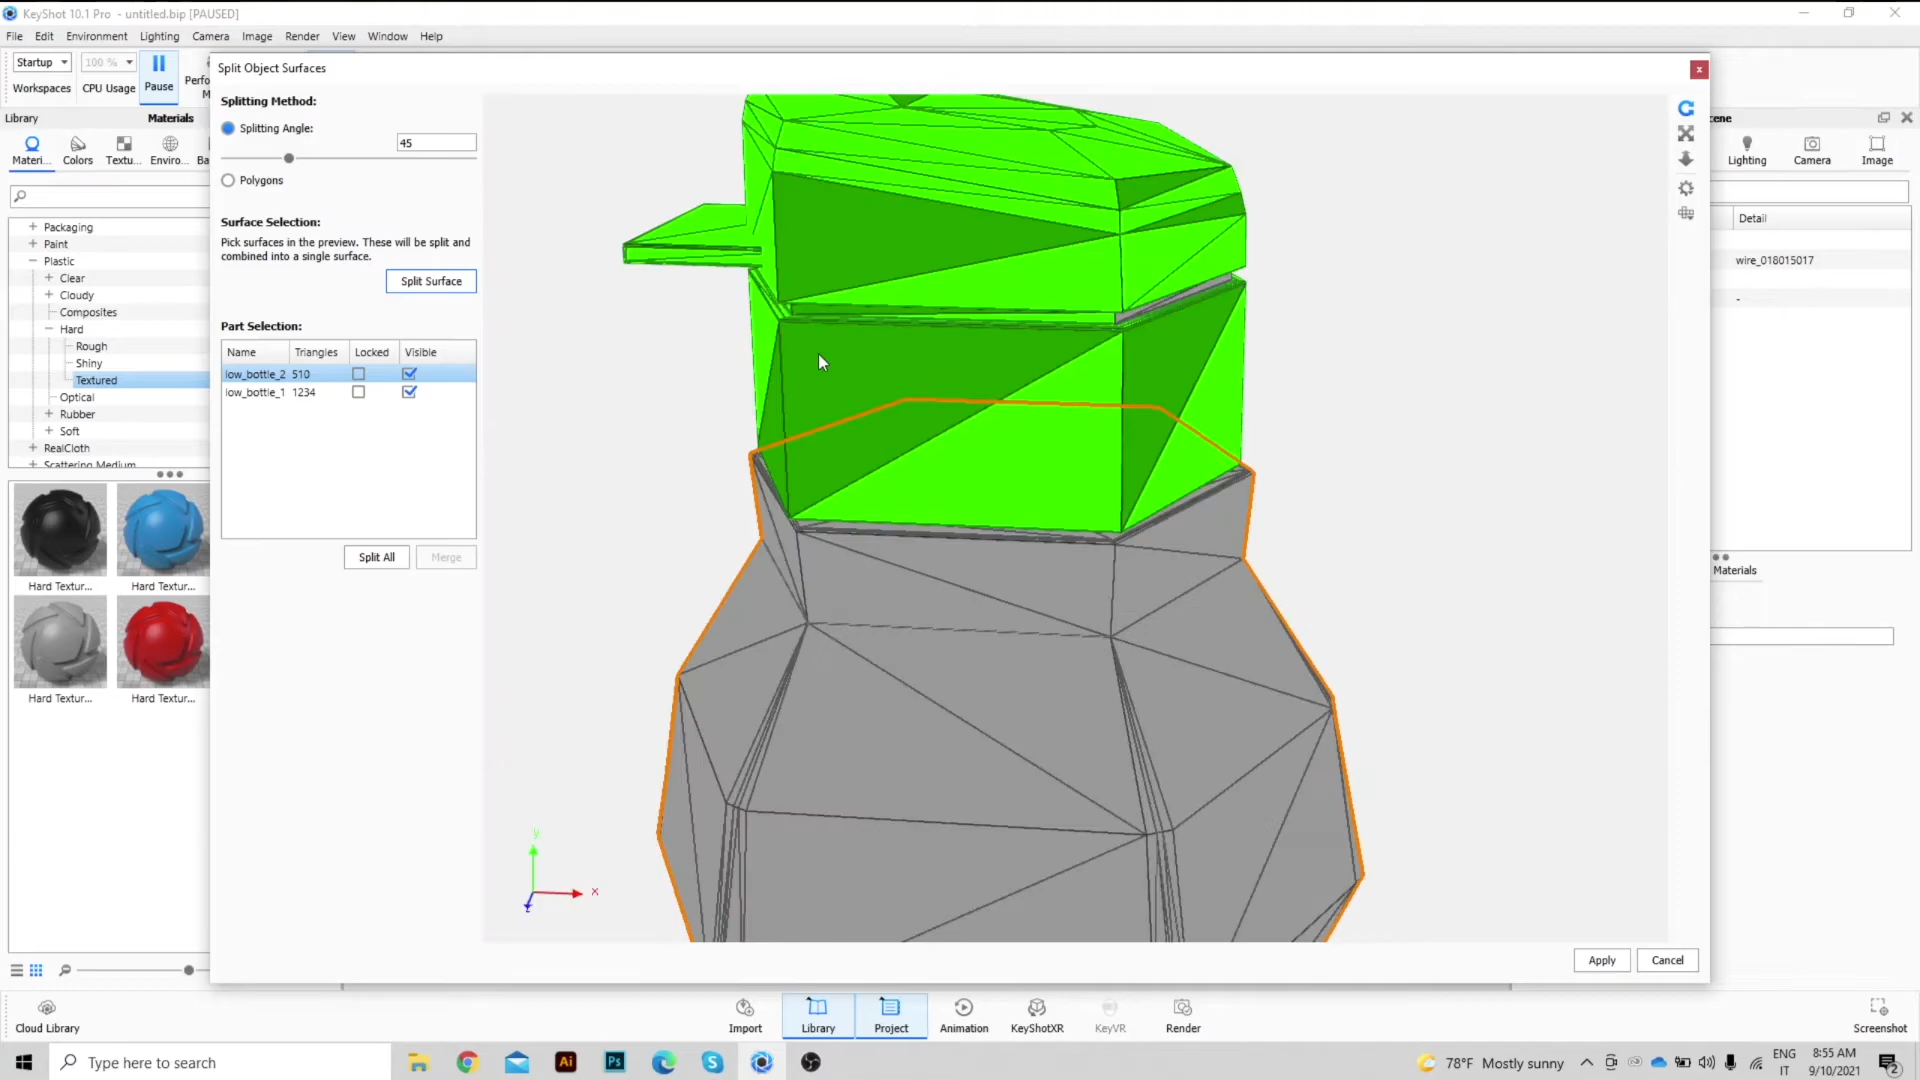 KeyShot 10.1 Pro - untitled.bip [PAUSED]
File Edit Environment Lighting Camera Image Render View Window Help
Startup 100 % Pause
Workspaces CPU Usage
Split Object Surfaces
Splitting Method:
Splitting Angle:
45
Polygons
Surface Selection:
Pick surfaces in the preview. These will be split and
combined into a single surface.
Split Surface
Part Selection:
Name Triangles Locked Visible
low_bottle_2 510
low_bottle_1 1234
Split All Merge
Library Materials
Materi... Colors Textu... Enviro...
Packaging
Paint
Plastic
Clear
Cloudy
Composites
Hard
Rough
Shiny
Textured
Optical
Rubber
Soft
RealCloth
Scattering Medium
Hard Textur... Hard Textur...
Hard Textur... Hard Textur...
y
x
z
Lighting Camera Image
Detail
wire_018015017
-
Materials
Apply Cancel
Cloud Library Import Library Project Animation KeyShotXR KeyVR Render Screenshot
Type here to search
Ai Ps
78°F Mostly sunny
ENG
IT
8:55 AM
9/10/2021
2